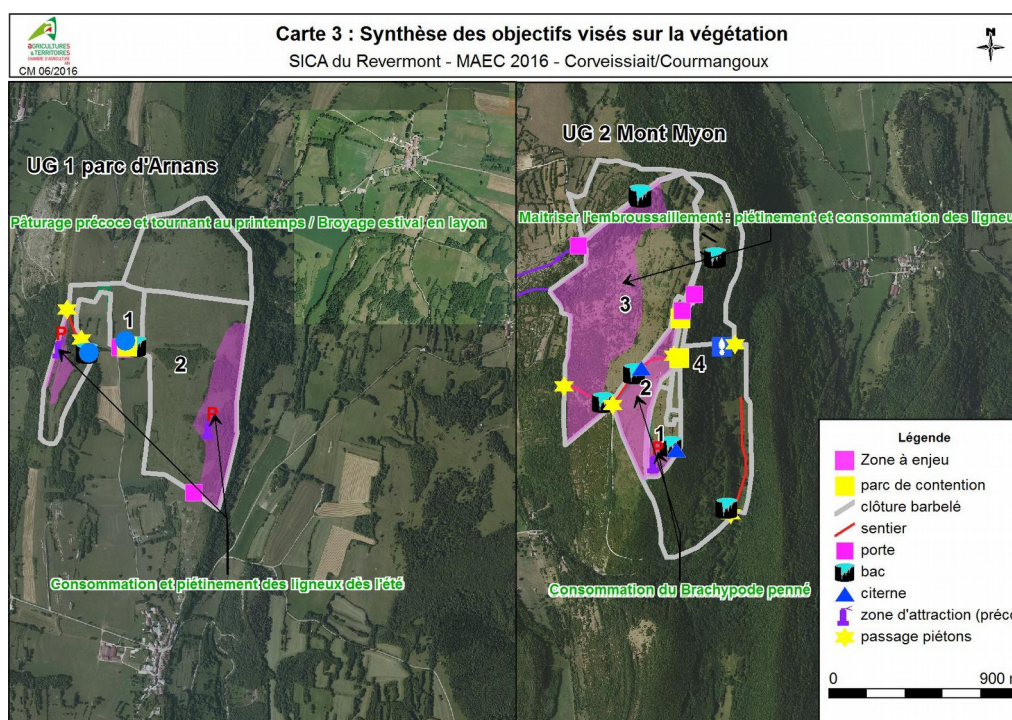 AGRICULTURES
& TERRITOIRES
CHAMBRE D'AGRICULTURE
CM 06/2016
Carte 3 : Synthèse des objectifs visés sur la végétation
SICA du Revermont - MAEC 2016 - Corveissiait/Courmangoux
N
UG 1 parc d'Arnans
Pâturage précoce et tournant au printemps / Broyage estival en layon
1
2
P
P
Consommation et piétinement des ligneux dès l'été
UG 2 Mont Myon
Maitriser l'embroussaillement : piétinement et consommation des ligneu
3
2
4
1
P
Consommation du Brachypode penné
Légende
Zone à enjeu
parc de contention
clôture barbelé
sentier
porte
bac
citerne
zone d'attraction (préco
passage piétons
0 900 m